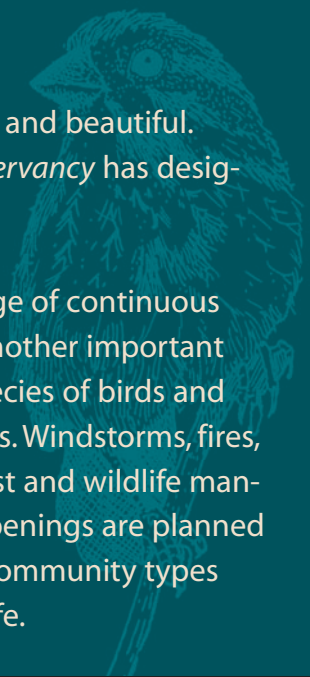 and beautiful.
ervancy has desig-
ge of continuous
nother important
ecies of birds and
s. Windstorms, fires,
st and wildlife man-
penings are planned
ommunity types
fe.